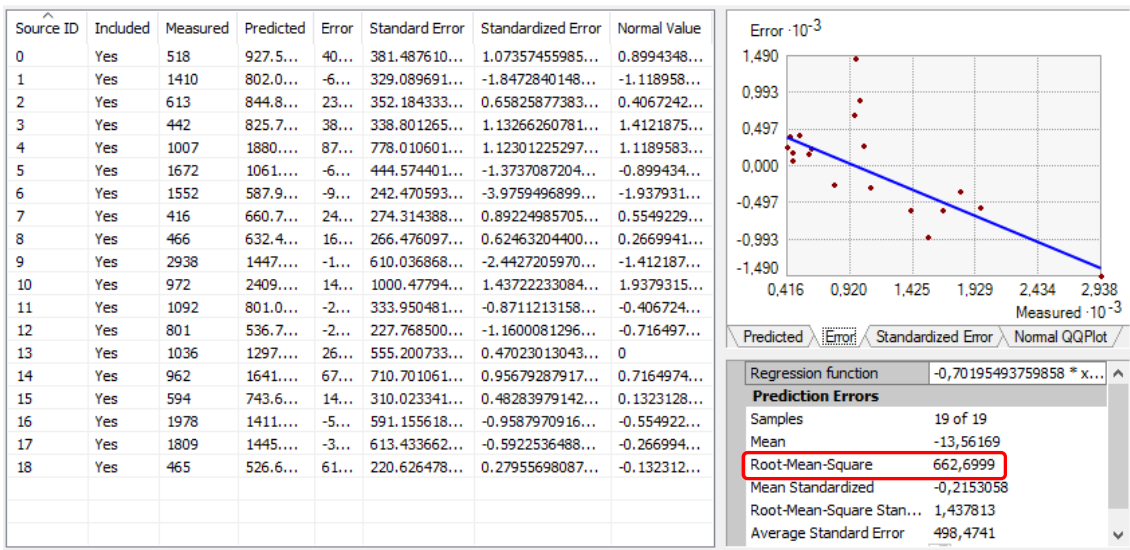 Source ID Included Measured Predicted Error Standard Error Standardized Error Normal Value
0 Yes 518 927.5... 40... 381.487610... 1.07357455985... 0.8994348...
1 Yes 1410 802.0... -6... 329.089691... -1.8472840148... -1.118958...
2 Yes 613 844.8... 23... 352.184333... 0.65825877383... 0.4067242...
3 Yes 442 825.7... 38... 338.801265... 1.13266260781... 1.4121875...
4 Yes 1007 1880.... 87... 778.010601... 1.12301225297... 1.1189583...
5 Yes 1672 1061.... -6... 444.574401... -1.3737087204... -0.899434...
6 Yes 1552 587.9... -9... 242.470593... -3.9759496899... -1.937931...
7 Yes 416 660.7... 24... 274.314388... 0.89224985705... 0.5549229...
8 Yes 466 632.4... 16... 266.476097... 0.62463204400... 0.2669941...
9 Yes 2938 1447.... -1... 610.036868... -2.4427205970... -1.412187...
10 Yes 972 2409.... 14... 1000.47794... 1.43722233084... 1.9379315...
11 Yes 1092 801.0... -2... 333.950481... -0.8711213158... -0.406724...
12 Yes 801 536.7... -2... 227.768500... -1.1600081296... -0.716497...
13 Yes 1036 1297.... 26... 555.200733... 0.47023013043... 0
14 Yes 962 1641.... 67... 710.701061... 0.95679287917... 0.7164974...
15 Yes 594 743.6... 14... 310.023341... 0.48283979142... 0.1323128...
16 Yes 1978 1411.... -5... 591.155618... -0.9587970916... -0.554922...
17 Yes 1809 1445.... -3... 613.433662... -0.5922536488... -0.266994...
18 Yes 465 526.6... 61... 220.626478... 0.27955698087... -0.132312...
Error ·10-3
1,490
0,993
0,497
0,000
-0,497
-0,993
-1,490
0,416 0,920 1,425 1,929 2,434 2,938
Measured ·10-3
Predicted Error Standardized Error Normal QQPlot
Regression function -0,70195493759858 * x...
Prediction Errors
Samples 19 of 19
Mean -13,56169
Root-Mean-Square 662,6999
Mean Standardized -0,2153058
Root-Mean-Square Stan... 1,437813
Average Standard Error 498,4741